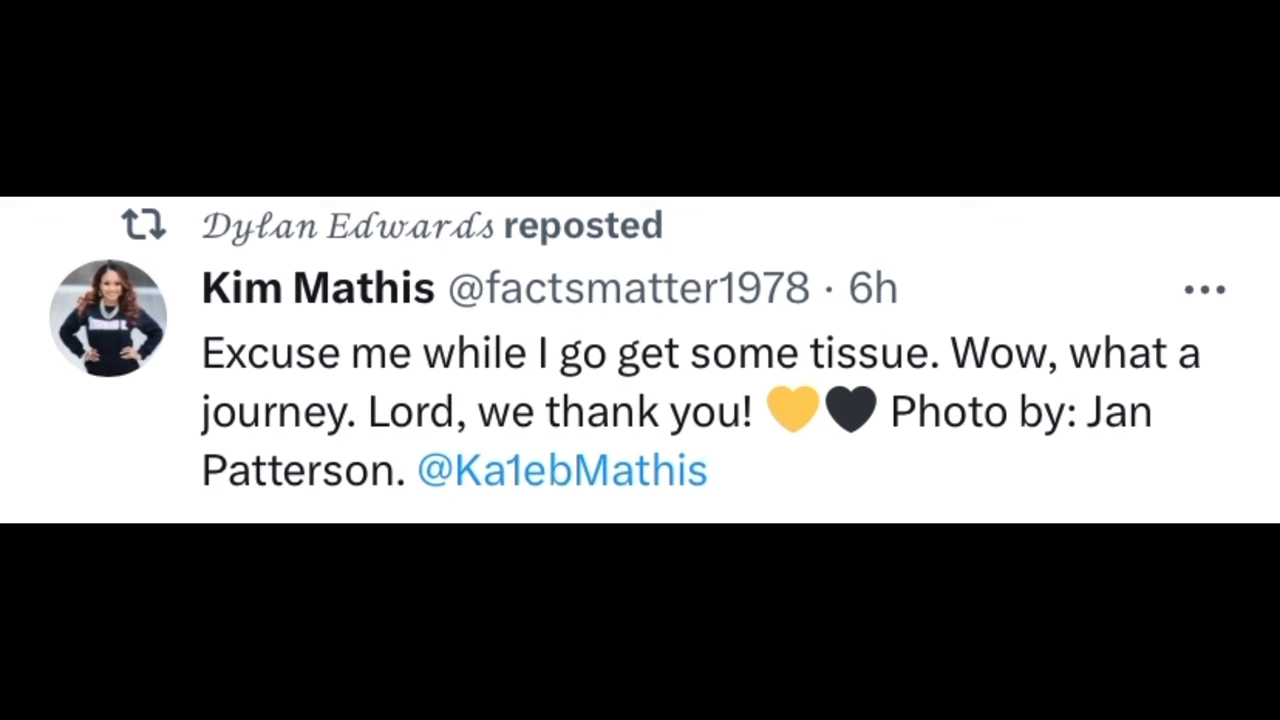 𝒟𝓎ℓ𝒶𝓃 𝐸𝒹𝓌𝒶𝓇𝒹𝓈 reposted
Kim Mathis @factsmatter1978 · 6h
Excuse me while I go get some tissue. Wow, what a
journey. Lord, we thank you! 💛🖤 Photo by: Jan
Patterson. @Ka1ebMathis